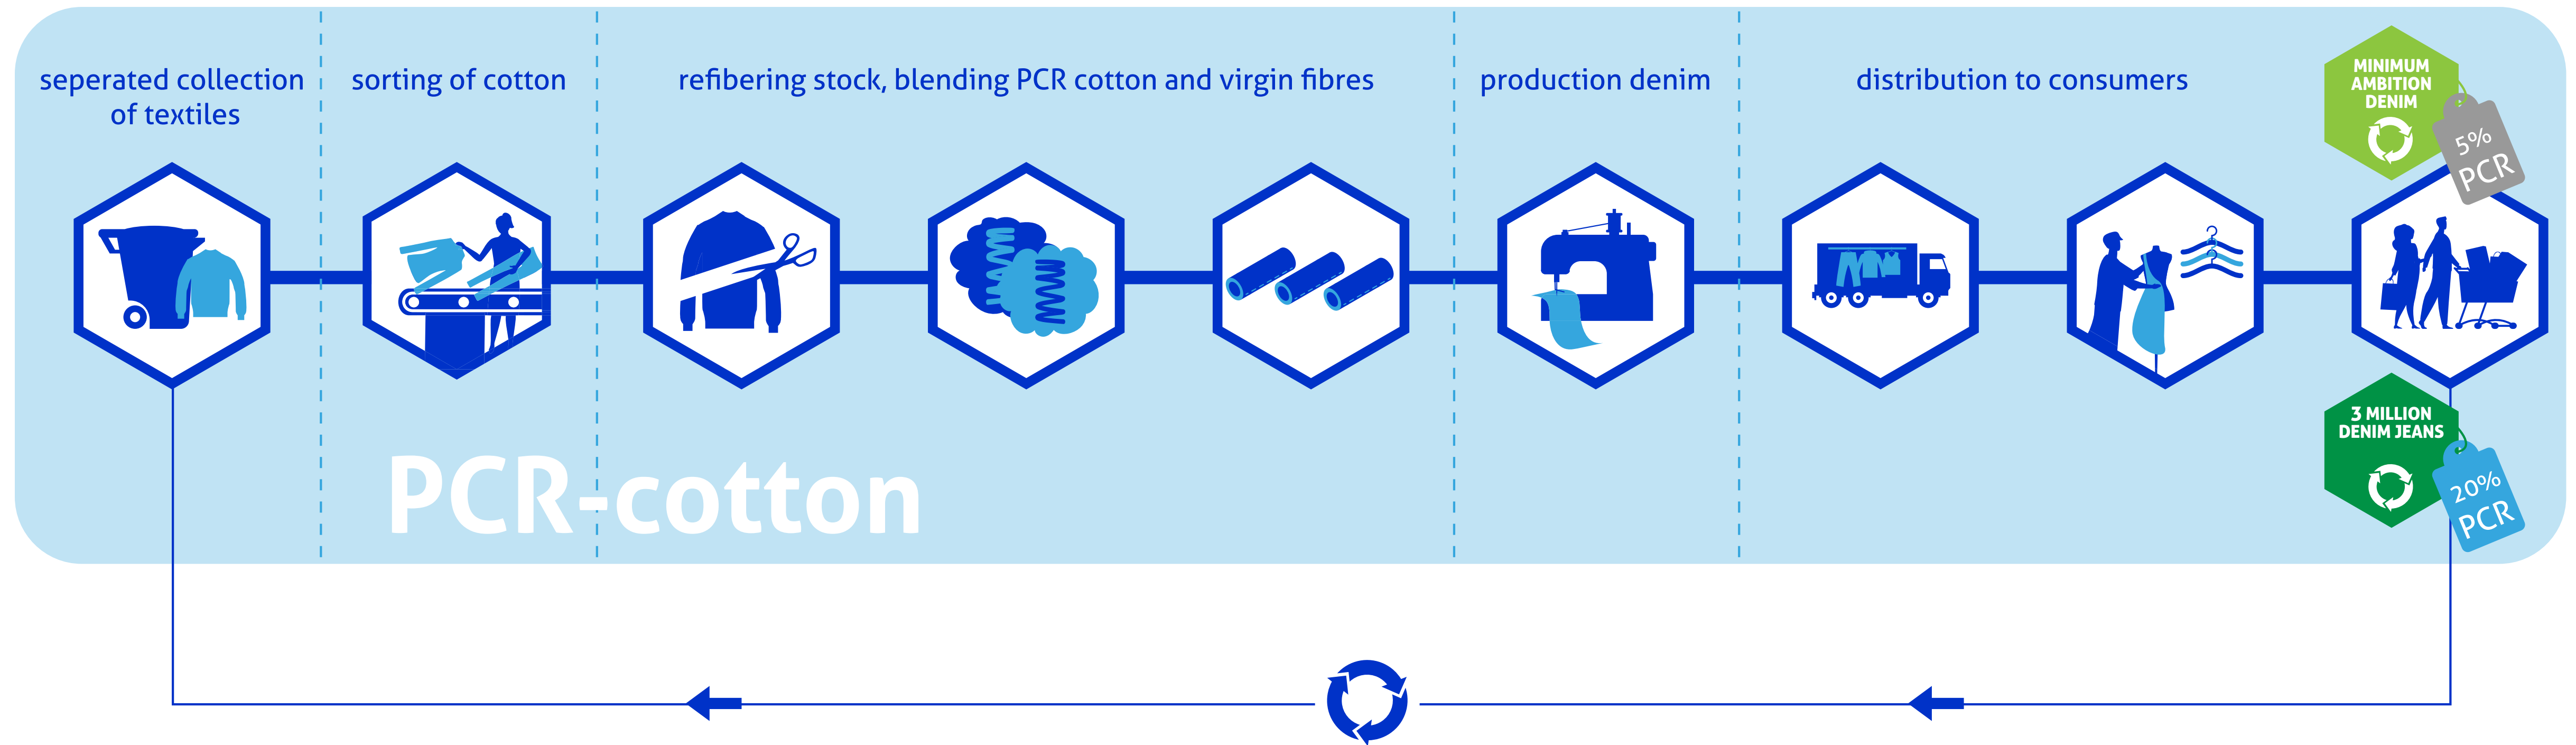 seperated collection
of textiles
sorting of cotton
refibering stock, blending PCR cotton and virgin fibres
production denim
distribution to consumers
MINIMUM
AMBITION
DENIM
5%
PCR
3 MILLION
DENIM JEANS
20%
PCR
PCR-cotton